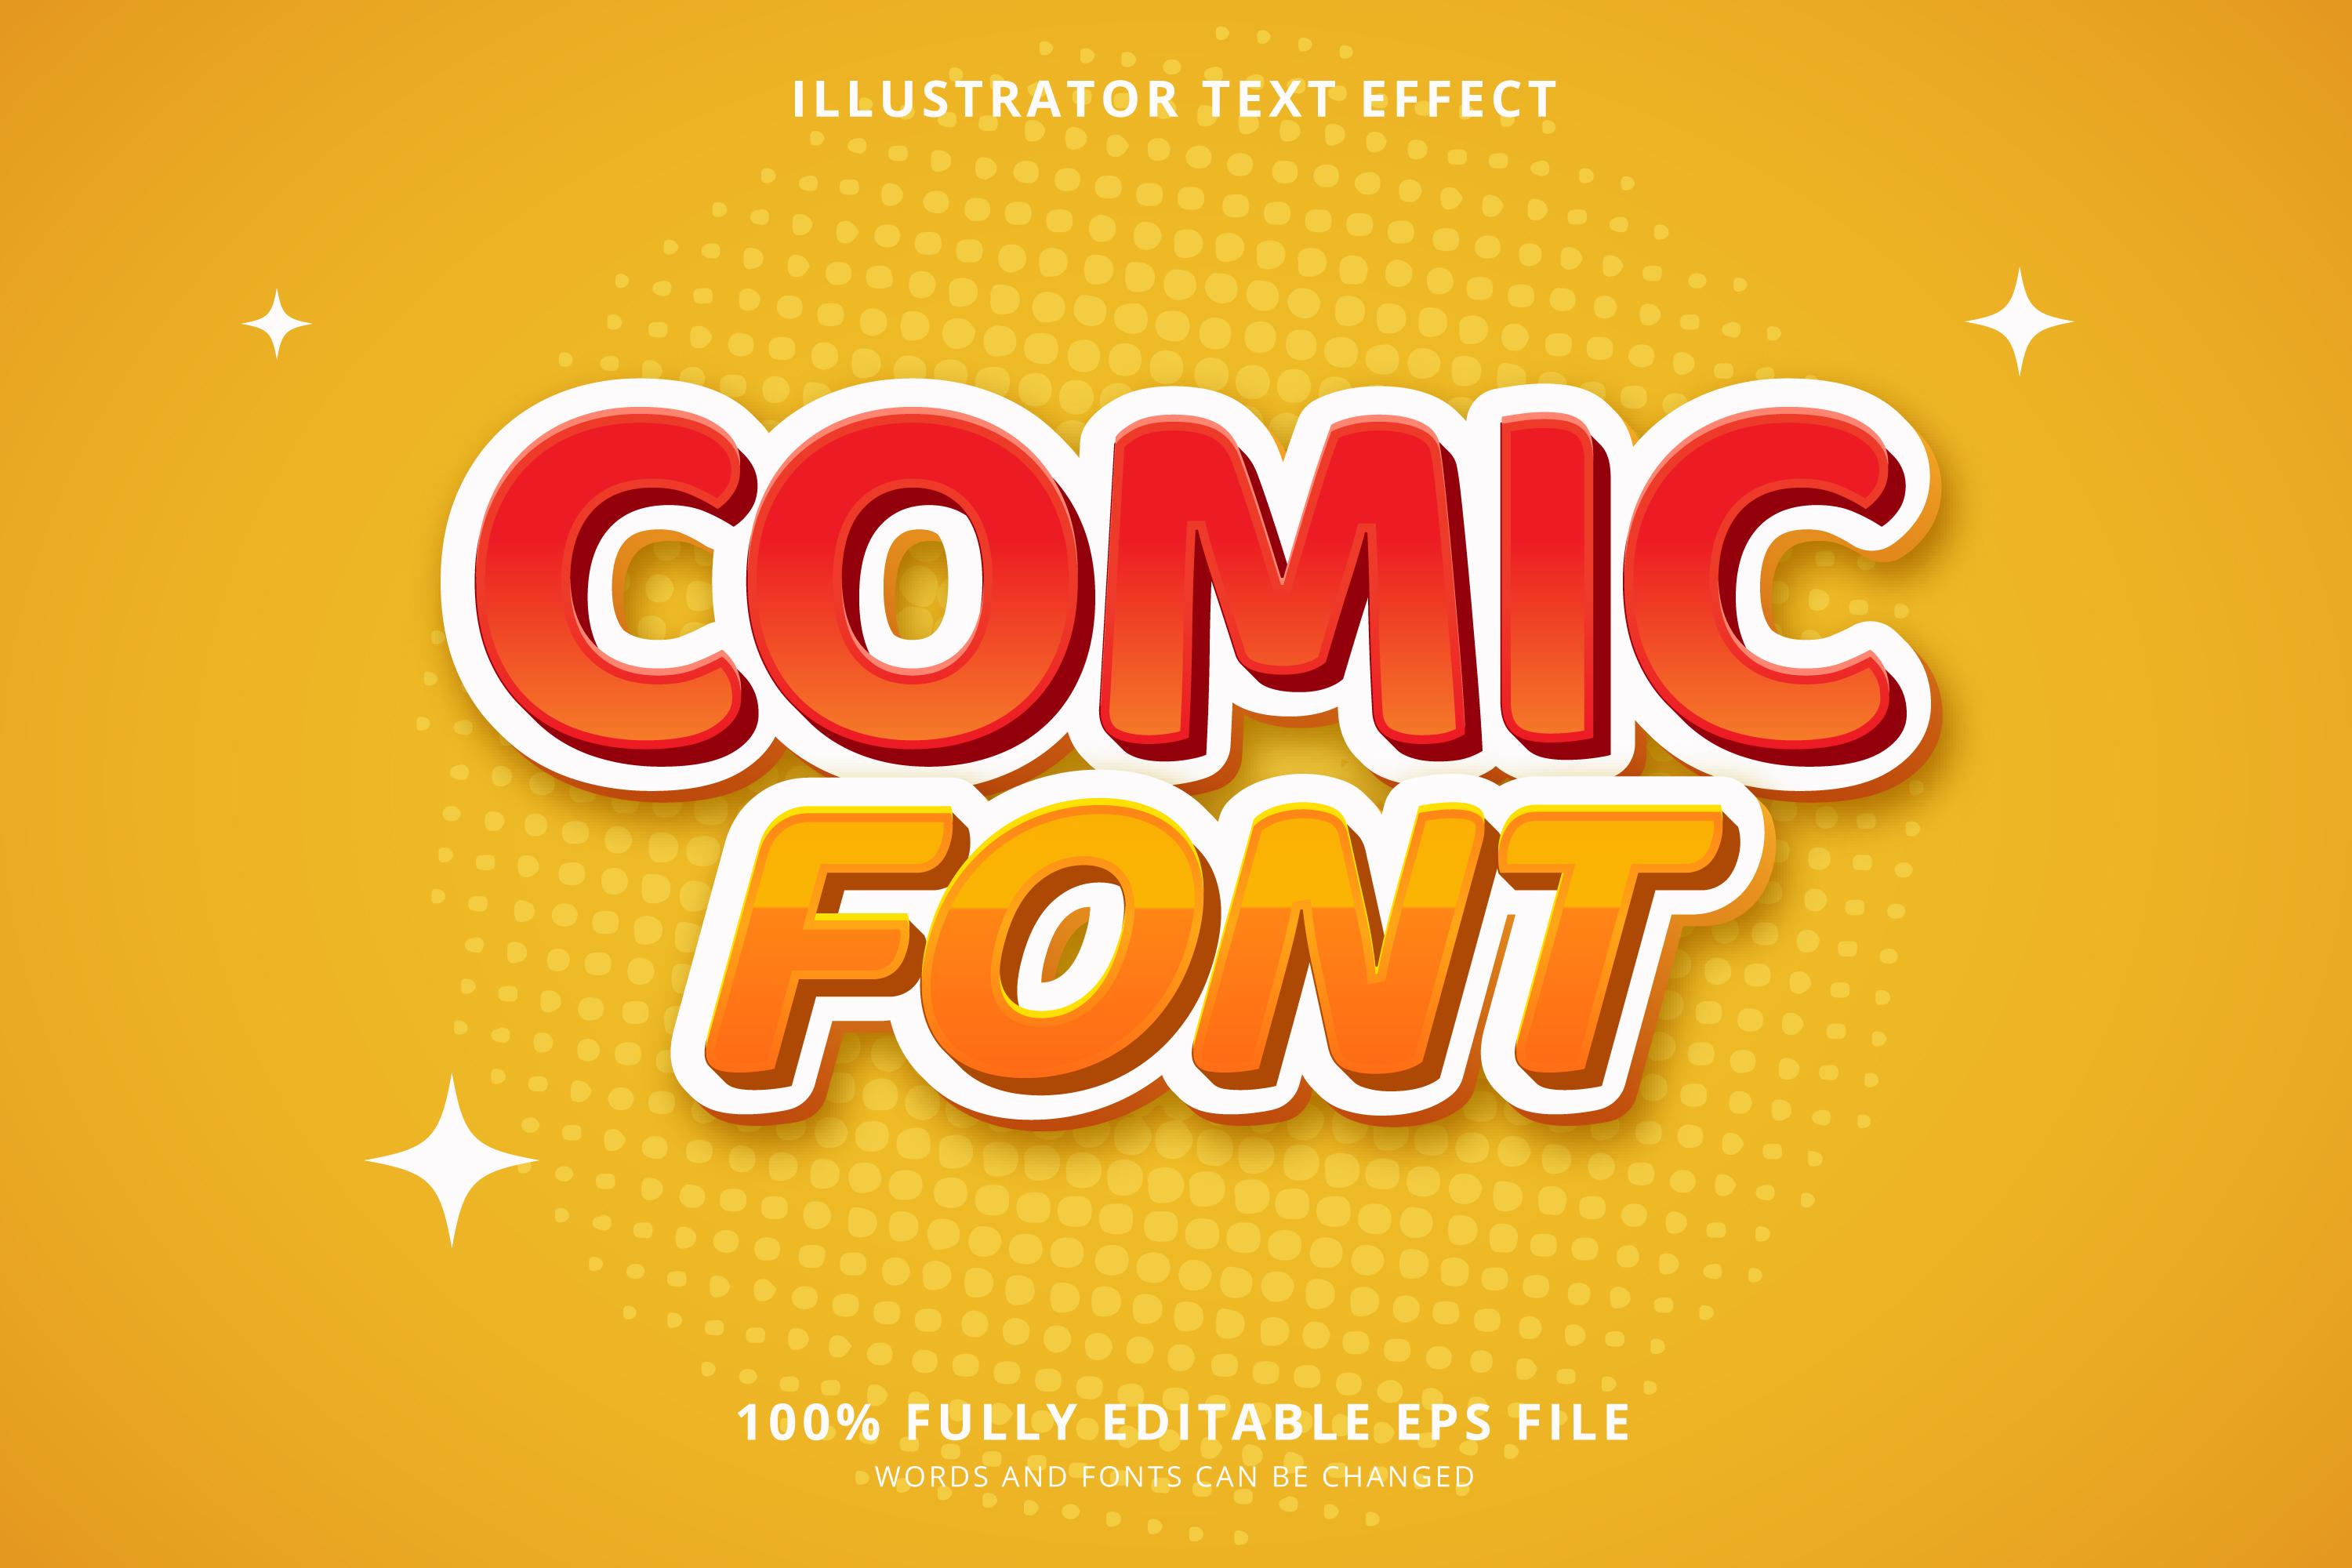 ILLUSTRATOR TEXT EFFECT
COMIC
FONT
100% FULLY EDITABLE EPS FILE
WORDS AND FONTS CAN BE CHANGED